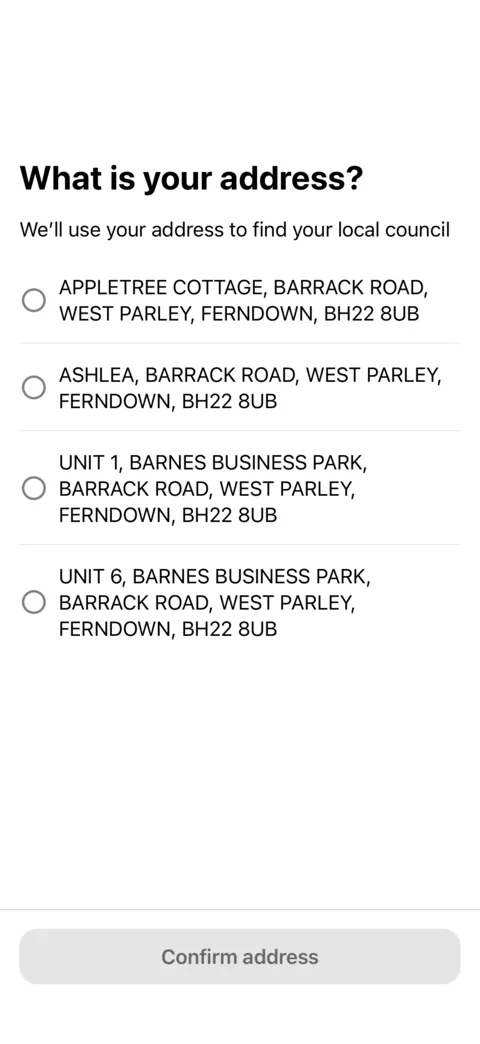 What is your address?
We’ll use your address to find your local council
APPLETREE COTTAGE, BARRACK ROAD,
WEST PARLEY, FERNDOWN, BH22 8UB
ASHLEA, BARRACK ROAD, WEST PARLEY,
FERNDOWN, BH22 8UB
UNIT 1, BARNES BUSINESS PARK,
BARRACK ROAD, WEST PARLEY,
FERNDOWN, BH22 8UB
UNIT 6, BARNES BUSINESS PARK,
BARRACK ROAD, WEST PARLEY,
FERNDOWN, BH22 8UB
Confirm address